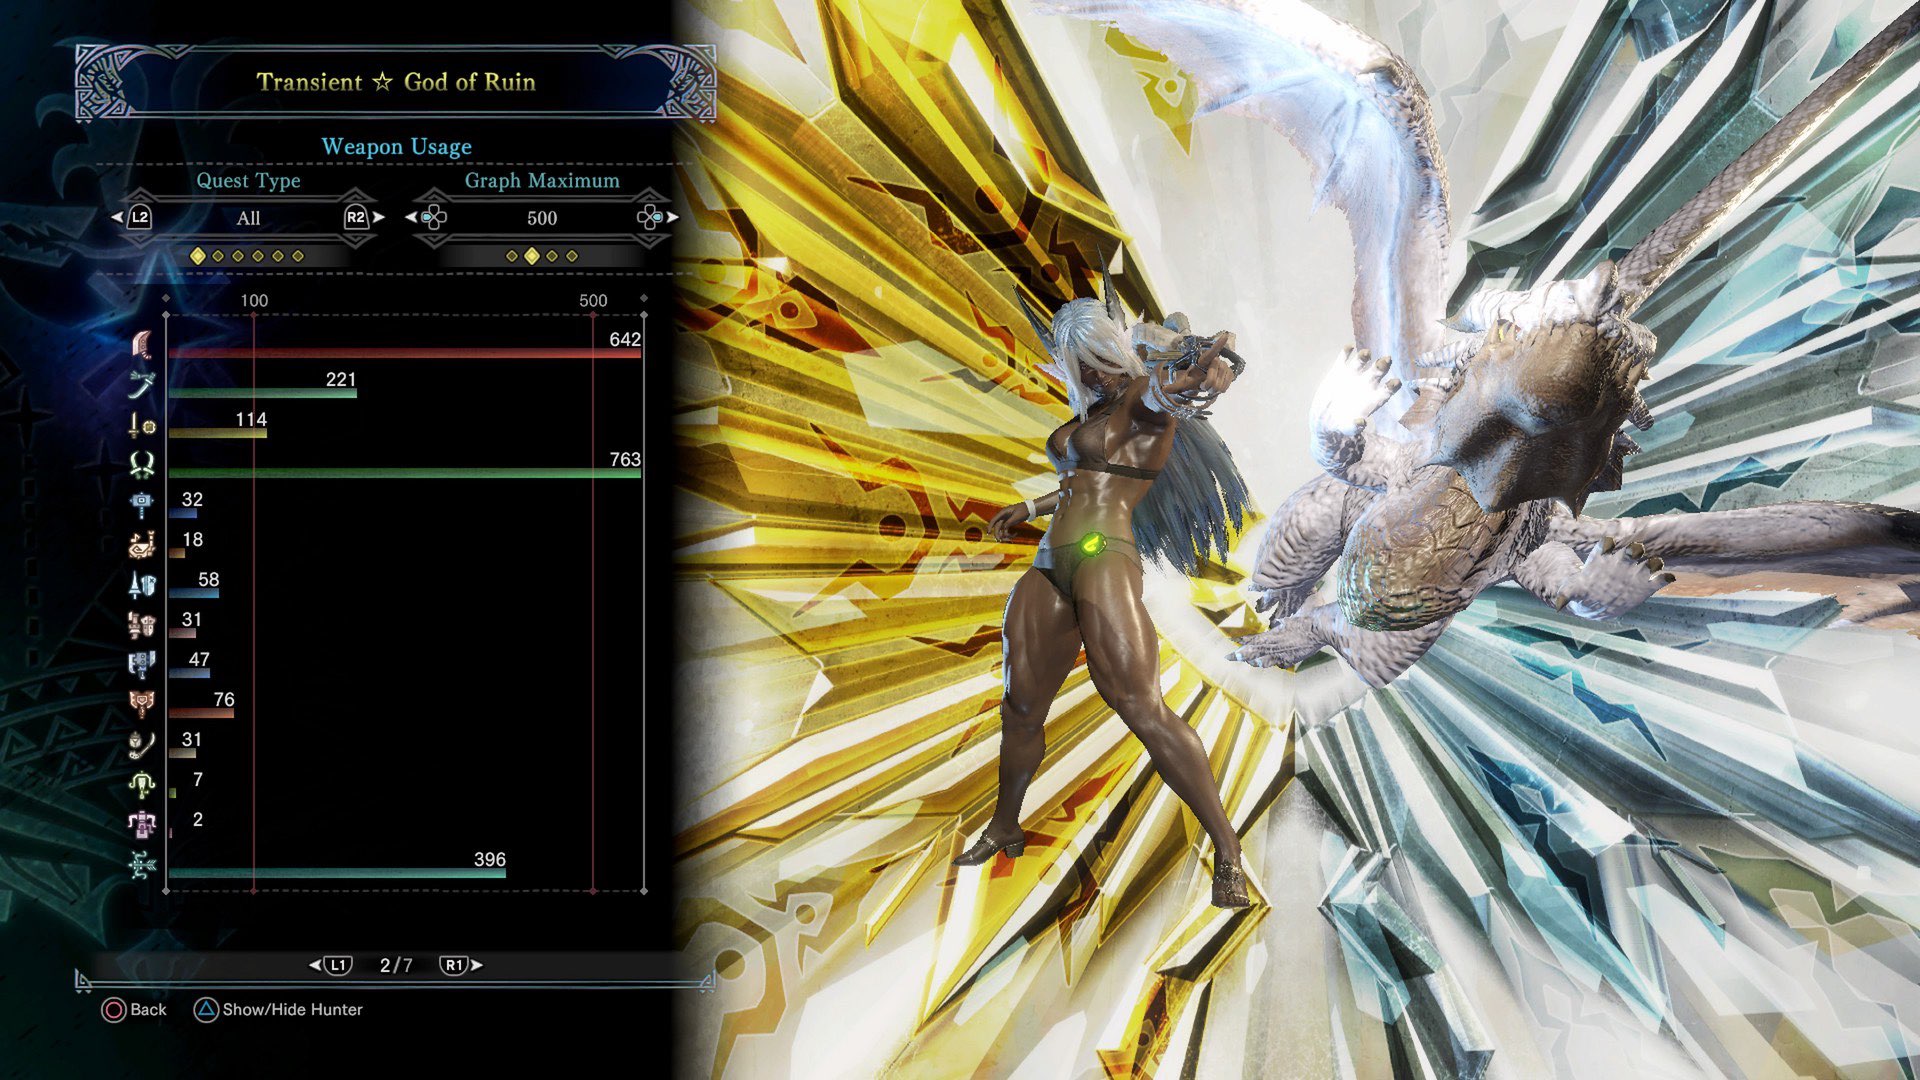 Transient ☆ God of Ruin
Weapon Usage
Quest Type Graph Maximum
L2 All R2 500
100 500
642
221
114
763
32
18
58
31
47
76
31
7
2
396
L1 2/7 R1
Back Show/Hide Hunter